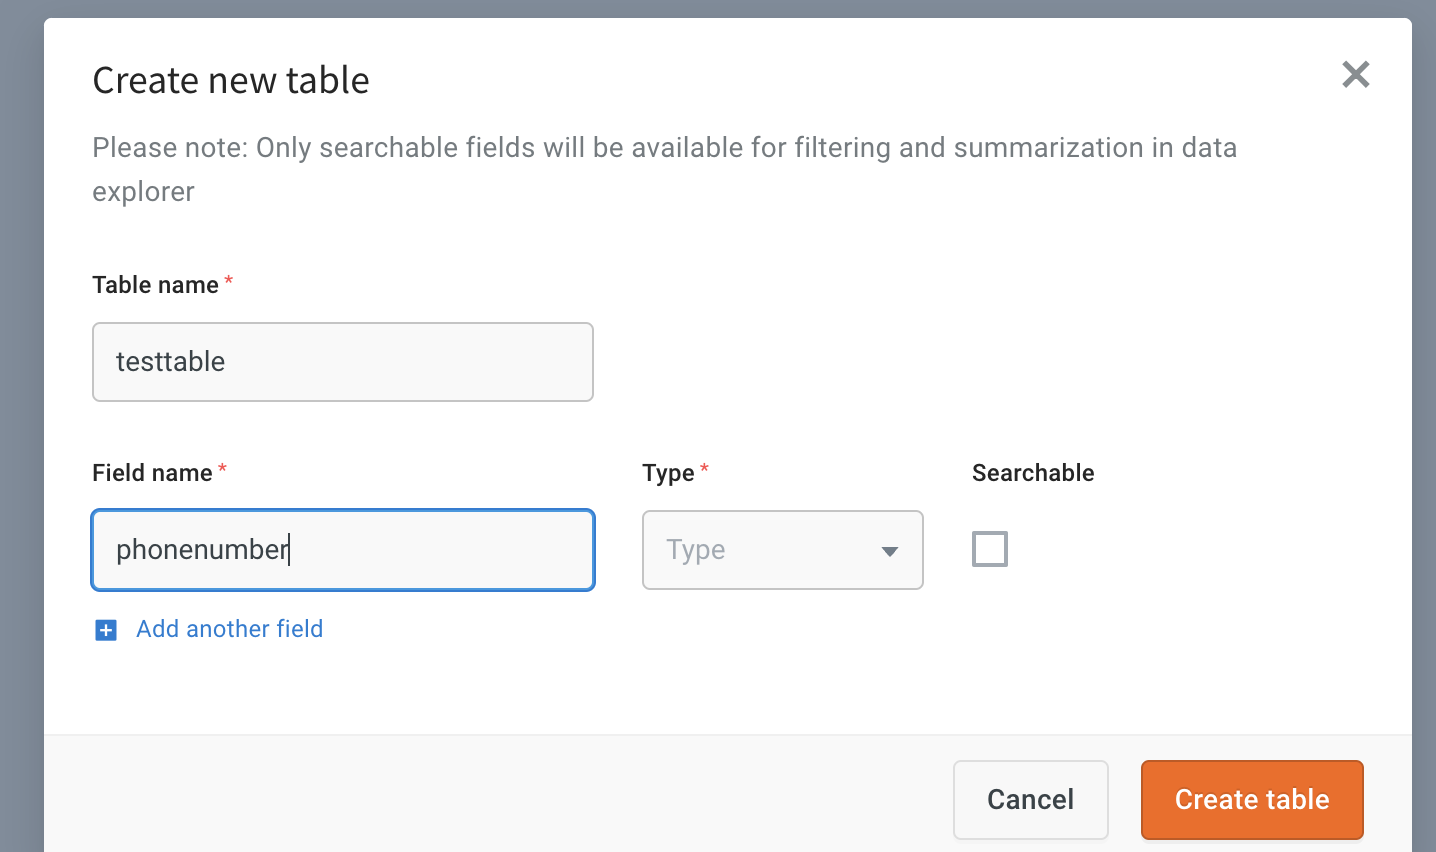 Create new table
Please note: Only searchable fields will be available for filtering and summarization in data
explorer
Table name *
testtable
Field name * Type * Searchable
phonenumber Type
Add another field
Cancel Create table